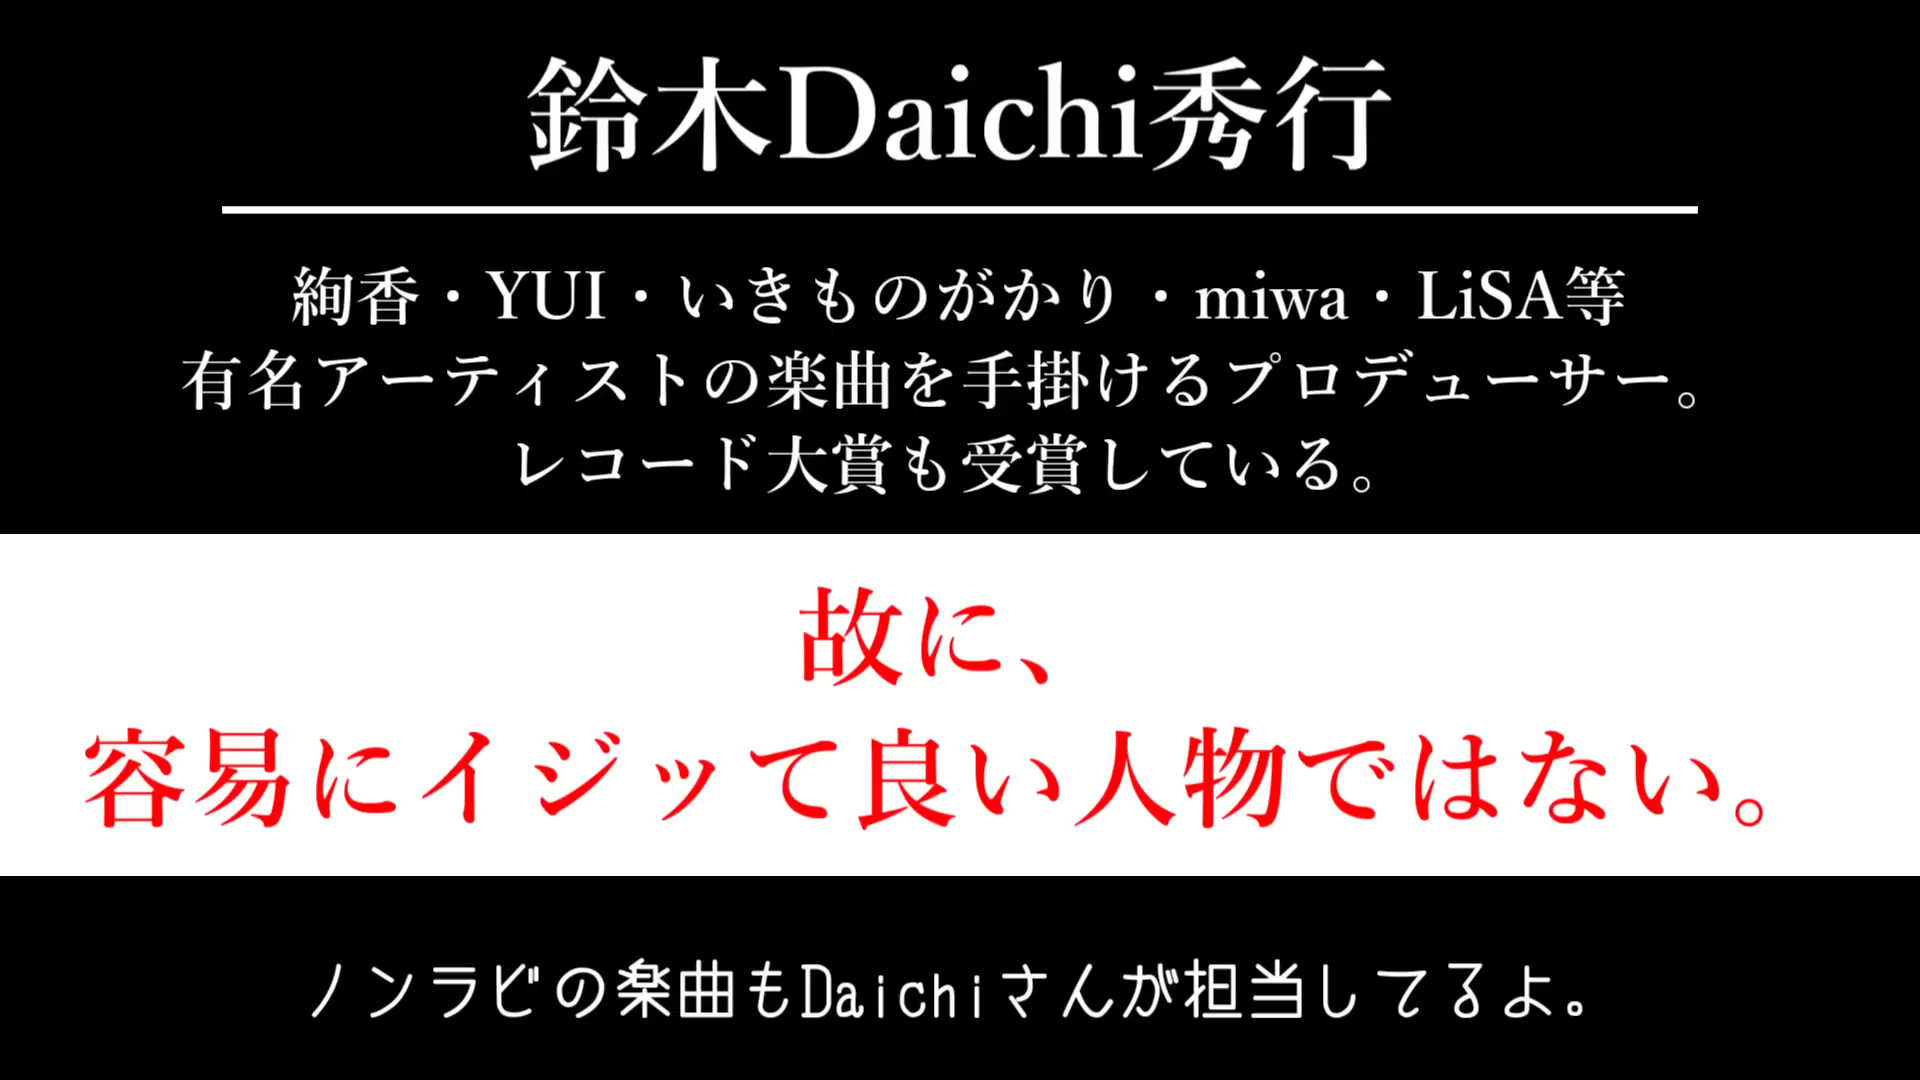 鈴木Daichi秀行
絢香・YUI・いきものがかり・miwa・LiSA等
有名アーティストの楽曲を手掛けるプロデューサー。
レコード大賞も受賞している。
故に、
容易にイジッて良い人物ではない。
ノンラビの楽曲もDaichiさんが担当してるよ。